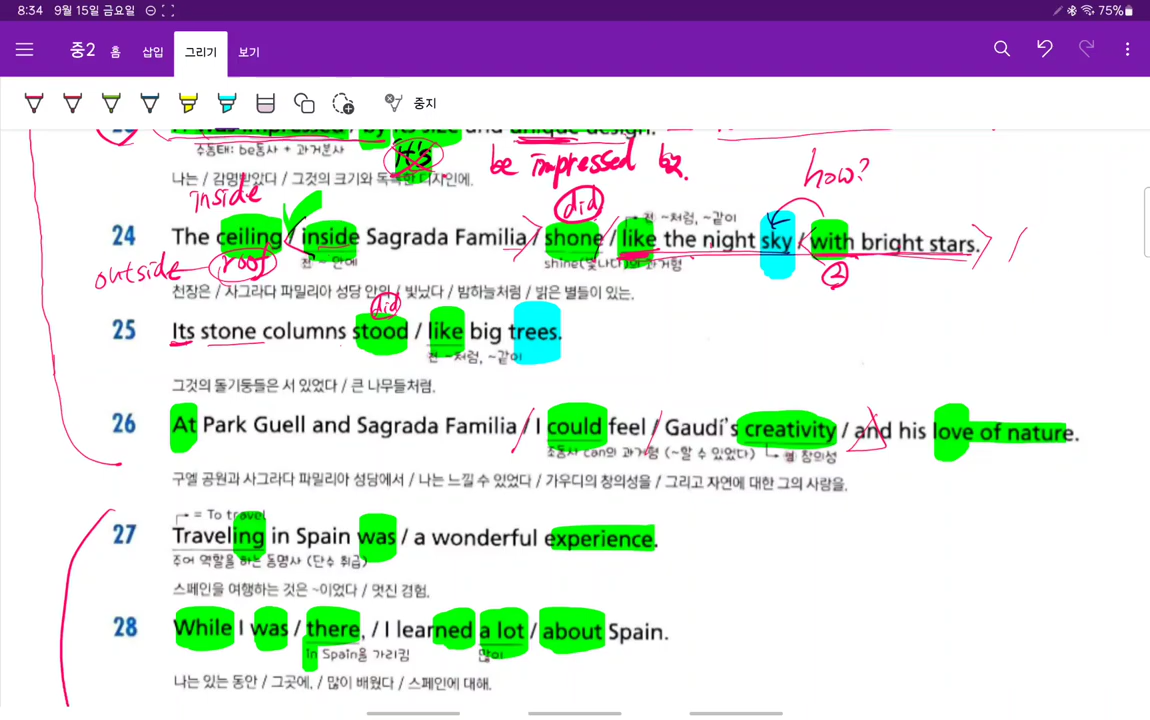 8:34 9월 15일 금요일 75%
중2 홈 삽입 그리기 보기
중지
by its size and unique design.
수동태: be동사 + 과거분사
it's
be impressed by.
나는 / 감명받았다 / 그것의 크기와 독특한 디자인에.
inside
did
how?
전 ~처럼, ~같이
24 The ceiling / inside Sagrada Familia / shone / like the night sky / with bright stars.
outside roof 전 ~ 안에 shine(빛나다)의 과거형 2
천장은 / 사그라다 파밀리아 성당 안의 / 빛났다 / 밤하늘처럼 / 밝은 별들이 있는.
did
25 Its stone columns stood / like big trees.
전 ~처럼, ~같이
그것의 돌기둥들은 서 있었다 / 큰 나무들처럼.
26 At Park Guell and Sagrada Familia / I could feel / Gaudí's creativity / and his love of nature.
조동사 can의 과거형 (~할 수 있었다) 명 창의성
구엘 공원과 사그라다 파밀리아 성당에서 / 나는 느낄 수 있었다 / 가우디의 창의성을 / 그리고 자연에 대한 그의 사랑을.
= To travel
27 Traveling in Spain was / a wonderful experience.
주어 역할을 하는 동명사 (단수 취급)
스페인을 여행하는 것은 ~이었다 / 멋진 경험.
28 While I was / there, / I learned a lot / about Spain.
in Spain을 가리킴 많이
나는 있는 동안 / 그곳에, / 많이 배웠다 / 스페인에 대해.